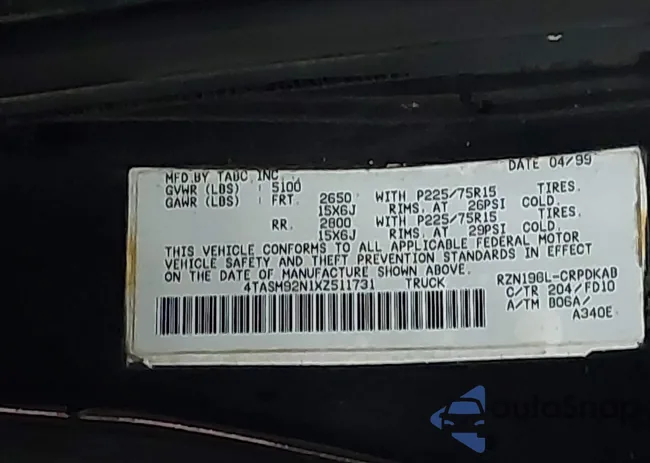 MFD.BY TABC,INC. DATE 04/99
GVWR (LBS) : 5100
GAWR (LBS) : FRT. 2650 WITH P225/75R15 TIRES.
15X6J RIMS, AT 26PSI COLD.
RR. 2800 WITH P225/75R15 TIRES.
15X6J RIMS, AT 29PSI COLD.
THIS VEHICLE CONFORMS TO ALL APPLICABLE FEDERAL MOTOR
VEHICLE SAFETY AND THEFT PREVENTION STANDARDS IN EFFECT
ON THE DATE OF MANUFACTURE SHOWN ABOVE.
4TASM92N1XZ511731 TRUCK RZN196L-CRPDKAB
C/TR 204/FD10
A/TM B06A/
A340E
autoSnap